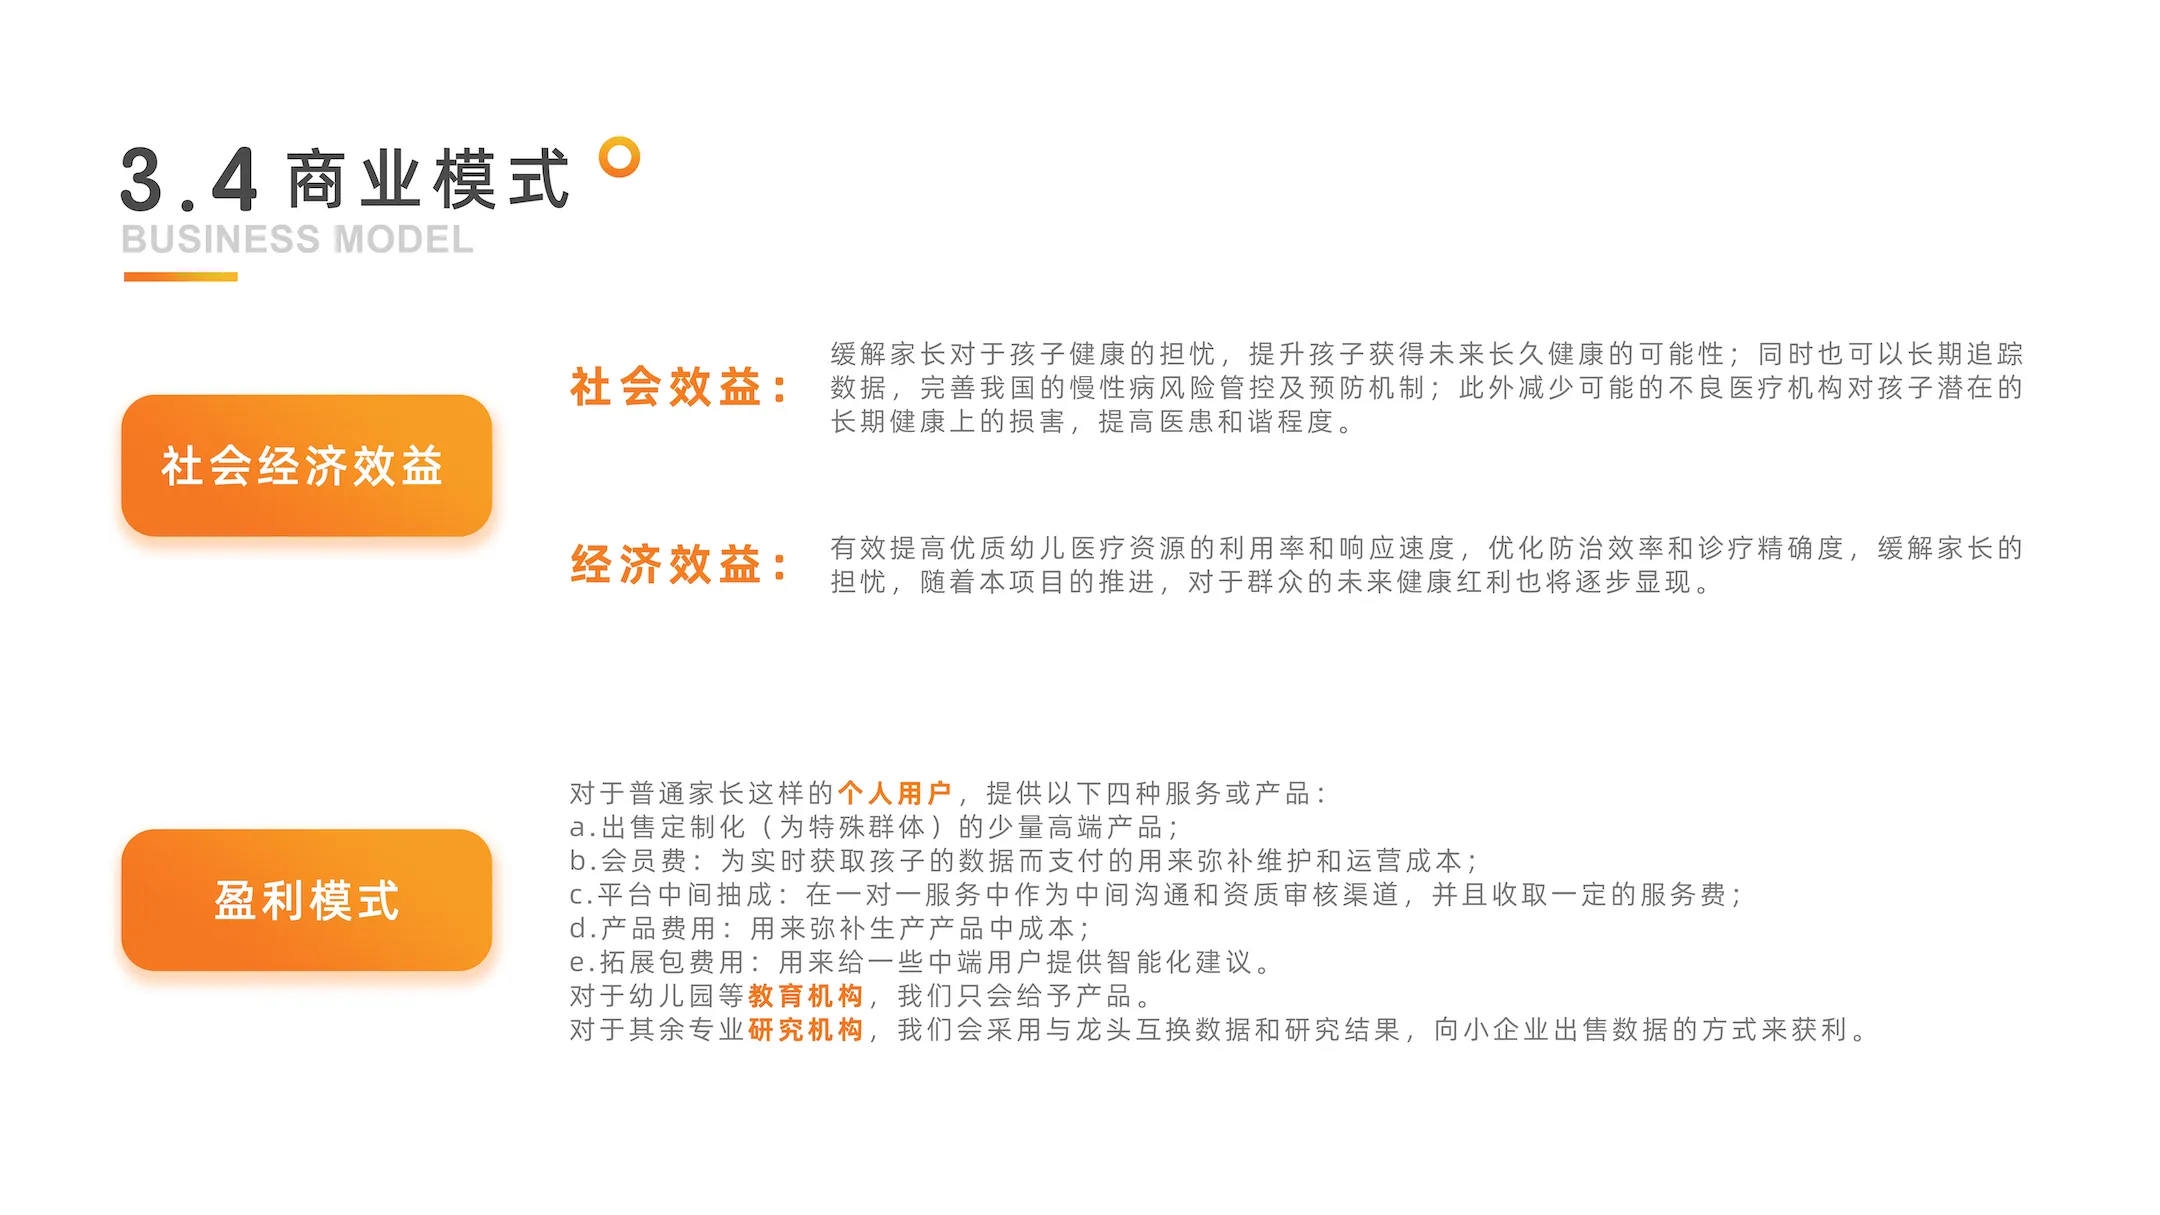 3.4 商业模式
BUSINESS MODEL
社会经济效益
社会效益：
缓解家长对于孩子健康的担忧，提升孩子获得未来长久健康的可能性；同时也可以长期追踪
数据，完善我国的慢性病风险管控及预防机制；此外减少可能的不良医疗机构对孩子潜在的
长期健康上的损害，提高医患和谐程度。
经济效益：
有效提高优质幼儿医疗资源的利用率和响应速度，优化防治效率和诊疗精确度，缓解家长的
担忧，随着本项目的推进，对于群众的未来健康红利也将逐步显现。
盈利模式
对于普通家长这样的个人用户，提供以下四种服务或产品：
a.出售定制化（为特殊群体）的少量高端产品；
b.会员费：为实时获取孩子的数据而支付的用来弥补维护和运营成本；
c.平台中间抽成：在一对一服务中作为中间沟通和资质审核渠道，并且收取一定的服务费；
d.产品费用：用来弥补生产产品中成本；
e.拓展包费用：用来给一些中端用户提供智能化建议。
对于幼儿园等教育机构，我们只会给予产品。
对于其余专业研究机构，我们会采用与龙头互换数据和研究结果，向小企业出售数据的方式来获利。